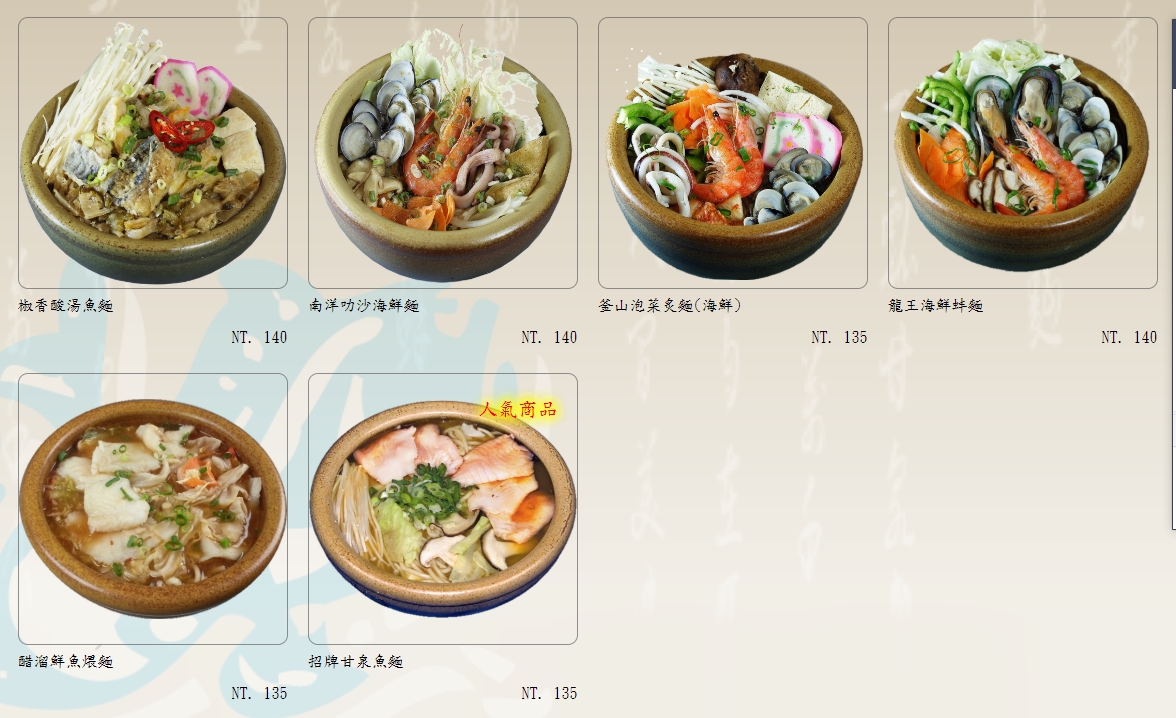 椒香酸湯魚麵
NT. 140
南洋叻沙海鮮麵
NT. 140
釜山泡菜炙麵(海鮮)
NT. 135
龍王海鮮蚌麵
NT. 140
人氣商品
醋溜鮮魚煨麵
NT. 135
招牌甘泉魚麵
NT. 135